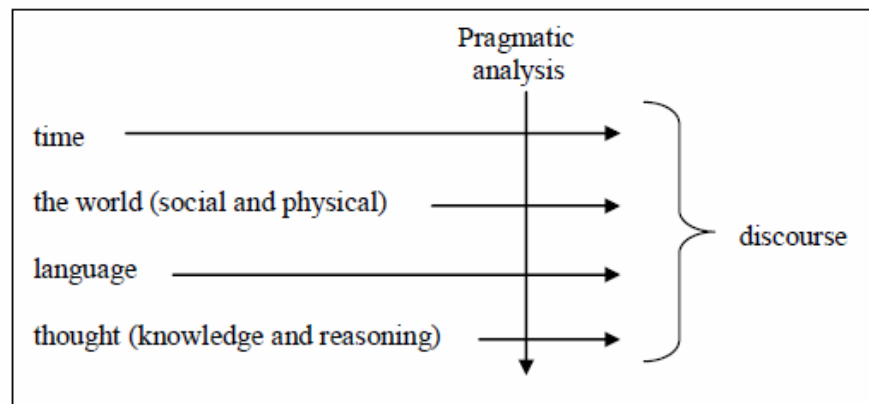 Pragmatic
analysis
time
the world (social and physical)
language
discourse
thought (knowledge and reasoning)